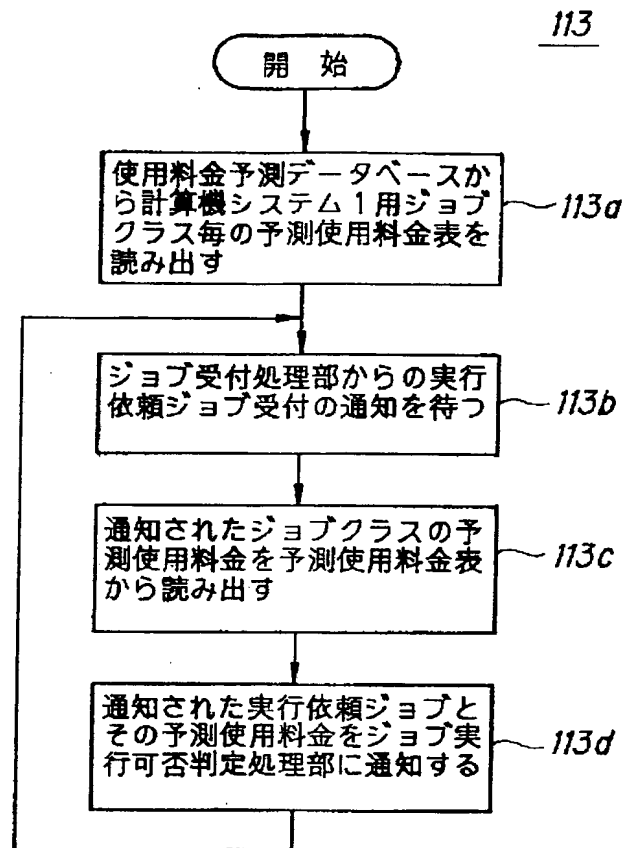 113
開 始
使用料金予測データベースか
ら計算機システム1用ジョブ
クラス毎の予測使用料金表を
読み出す
113a
ジョブ受付処理部からの実行
依頼ジョブ受付の通知を待つ
113b
通知されたジョブクラスの予
測使用料金を予測使用料金表
から読み出す
113c
通知された実行依頼ジョブと
その予測使用料金をジョブ実
行可否判定処理部に通知する
113d